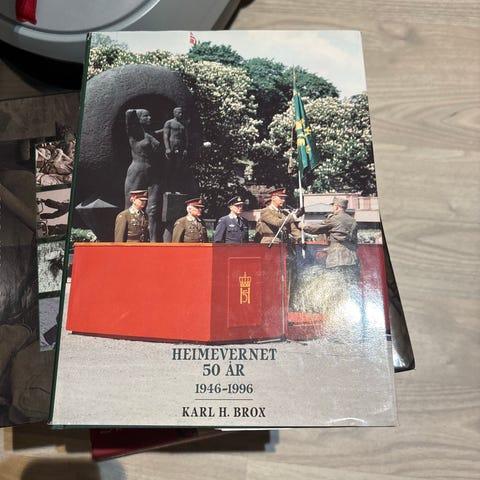 HEIMEVERNET
50 ÅR
1946-1996
KARL H. BROX